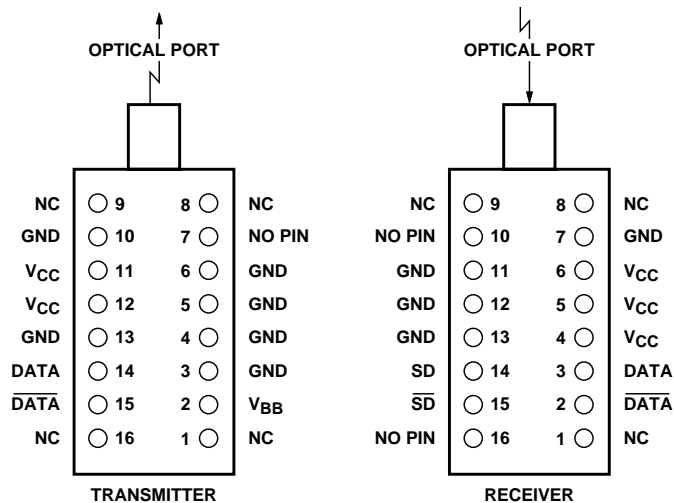 OPTICAL PORT OPTICAL PORT
NC 9 8 NC NC 9 8 NC
GND 10 7 NO PIN NO PIN 10 7 GND
VCC 11 6 GND GND 11 6 VCC
VCC 12 5 GND GND 12 5 VCC
GND 13 4 GND GND 13 4 VCC
DATA 14 3 GND SD 14 3 DATA
D̅A̅T̅A̅ 15 2 VBB S̅D̅ 15 2 D̅A̅T̅A̅
NC 16 1 NC NO PIN 16 1 NC
TRANSMITTER RECEIVER